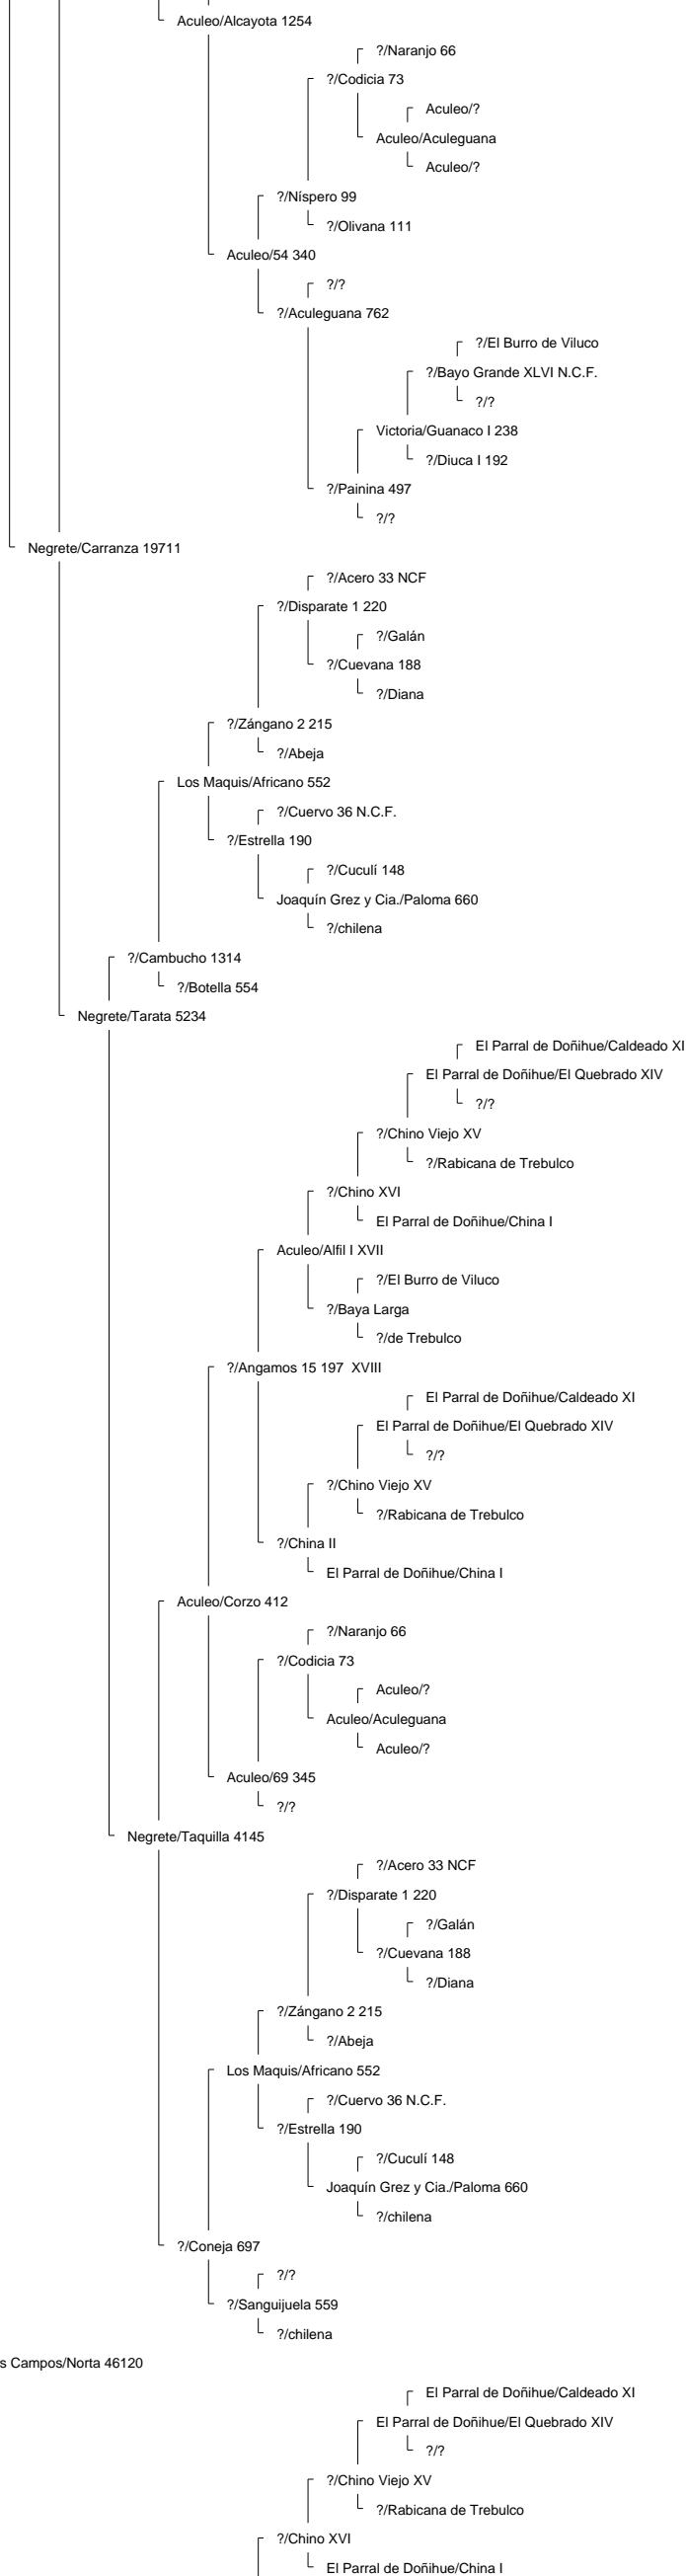 Aculeo/Alcayota 1254
?/Naranjo 66
?/Codicia 73
Aculeo/?
Aculeo/Aculeguana
Aculeo/?
?/Níspero 99
?/Olivana 111
Aculeo/54 340
?/?
?/Aculeguana 762
?/El Burro de Viluco
?/Bayo Grande XLVI N.C.F.
?/?
Victoria/Guanaco I 238
?/Diuca I 192
?/Painina 497
?/?
Negrete/Carranza 19711
?/Acero 33 NCF
?/Disparate 1 220
?/Galán
?/Cuevana 188
?/Diana
?/Zángano 2 215
?/Abeja
Los Maquis/Africano 552
?/Cuervo 36 N.C.F.
?/Estrella 190
?/Cuculí 148
Joaquín Grez y Cia./Paloma 660
?/chilena
?/Cambucho 1314
?/Botella 554
Negrete/Tarata 5234
El Parral de Doñihue/Caldeado XI
El Parral de Doñihue/El Quebrado XIV
?/?
?/Chino Viejo XV
?/Rabicana de Trebulco
?/Chino XVI
El Parral de Doñihue/China I
Aculeo/Alfil I XVII
?/El Burro de Viluco
?/Baya Larga
?/de Trebulco
?/Angamos 15 197 XVIII
El Parral de Doñihue/Caldeado XI
El Parral de Doñihue/El Quebrado XIV
?/?
?/Chino Viejo XV
?/Rabicana de Trebulco
?/China II
El Parral de Doñihue/China I
Aculeo/Corzo 412
?/Naranjo 66
?/Codicia 73
Aculeo/?
Aculeo/Aculeguana
Aculeo/?
Aculeo/69 345
?/?
Negrete/Taquilla 4145
?/Acero 33 NCF
?/Disparate 1 220
?/Galán
?/Cuevana 188
?/Diana
?/Zángano 2 215
?/Abeja
Los Maquis/Africano 552
?/Cuervo 36 N.C.F.
?/Estrella 190
?/Cuculí 148
Joaquín Grez y Cia./Paloma 660
?/chilena
?/Coneja 697
?/?
?/Sanguijuela 559
?/chilena
s Campos/Norta 46120
El Parral de Doñihue/Caldeado XI
El Parral de Doñihue/El Quebrado XIV
?/?
?/Chino Viejo XV
?/Rabicana de Trebulco
?/Chino XVI
El Parral de Doñihue/China I